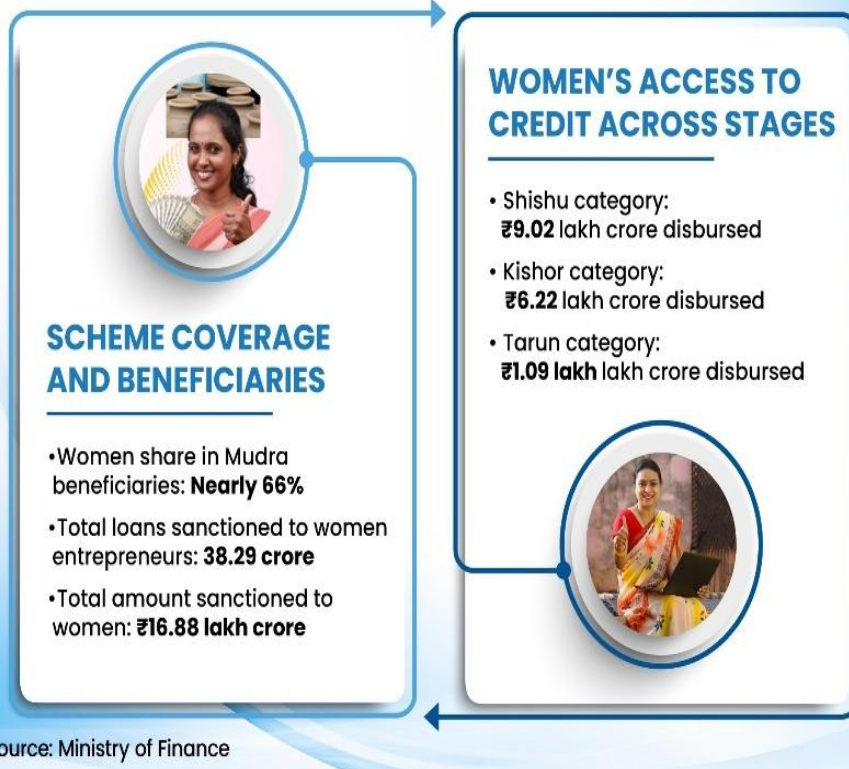 SCHEME COVERAGE
AND BENEFICIARIES
•Women share in Mudra
beneficiaries: Nearly 66%
•Total loans sanctioned to women
entrepreneurs: 38.29 crore
•Total amount sanctioned to
women: ₹16.88 lakh crore
WOMEN’S ACCESS TO
CREDIT ACROSS STAGES
• Shishu category:
₹9.02 lakh crore disbursed
• Kishor category:
₹6.22 lakh crore disbursed
• Tarun category:
₹1.09 lakh lakh crore disbursed
ource: Ministry of Finance